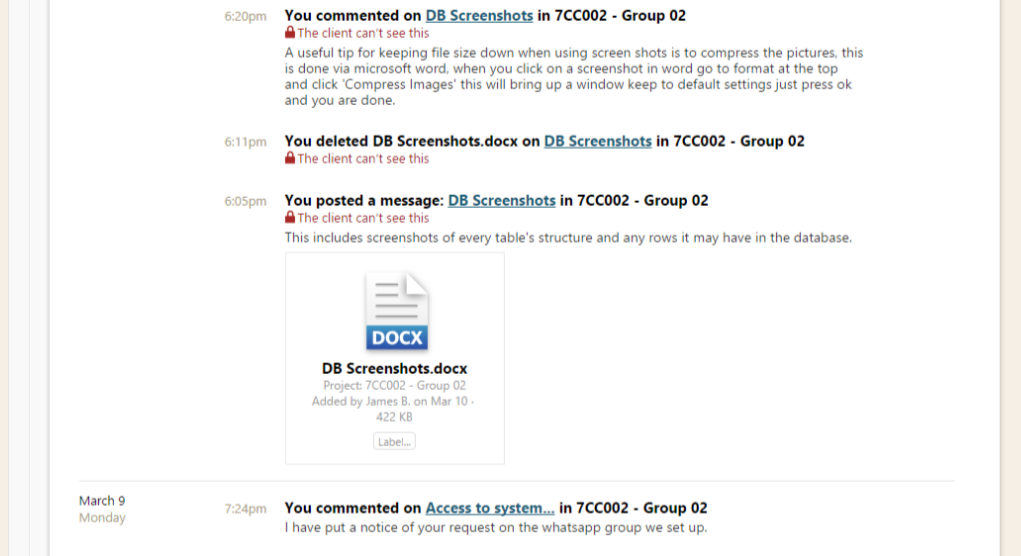 6:20pm You commented on DB Screenshots in 7CC002 - Group 02
The client can't see this
A useful tip for keeping file size down when using screen shots is to compress the pictures, this
is done via microsoft word, when you click on a screenshot in word go to format at the top
and click 'Compress Images' this will bring up a window keep to default settings just press ok
and you are done.
6:11pm You deleted DB Screenshots.docx on DB Screenshots in 7CC002 - Group 02
The client can't see this
6:05pm You posted a message: DB Screenshots in 7CC002 - Group 02
The client can't see this
This includes screenshots of every table's structure and any rows it may have in the database.
DOCX
DB Screenshots.docx
Project: 7CC002 - Group 02
Added by James B. on Mar 10 ·
422 KB
Label...
March 9
Monday
7:24pm You commented on Access to system... in 7CC002 - Group 02
I have put a notice of your request on the whatsapp group we set up.